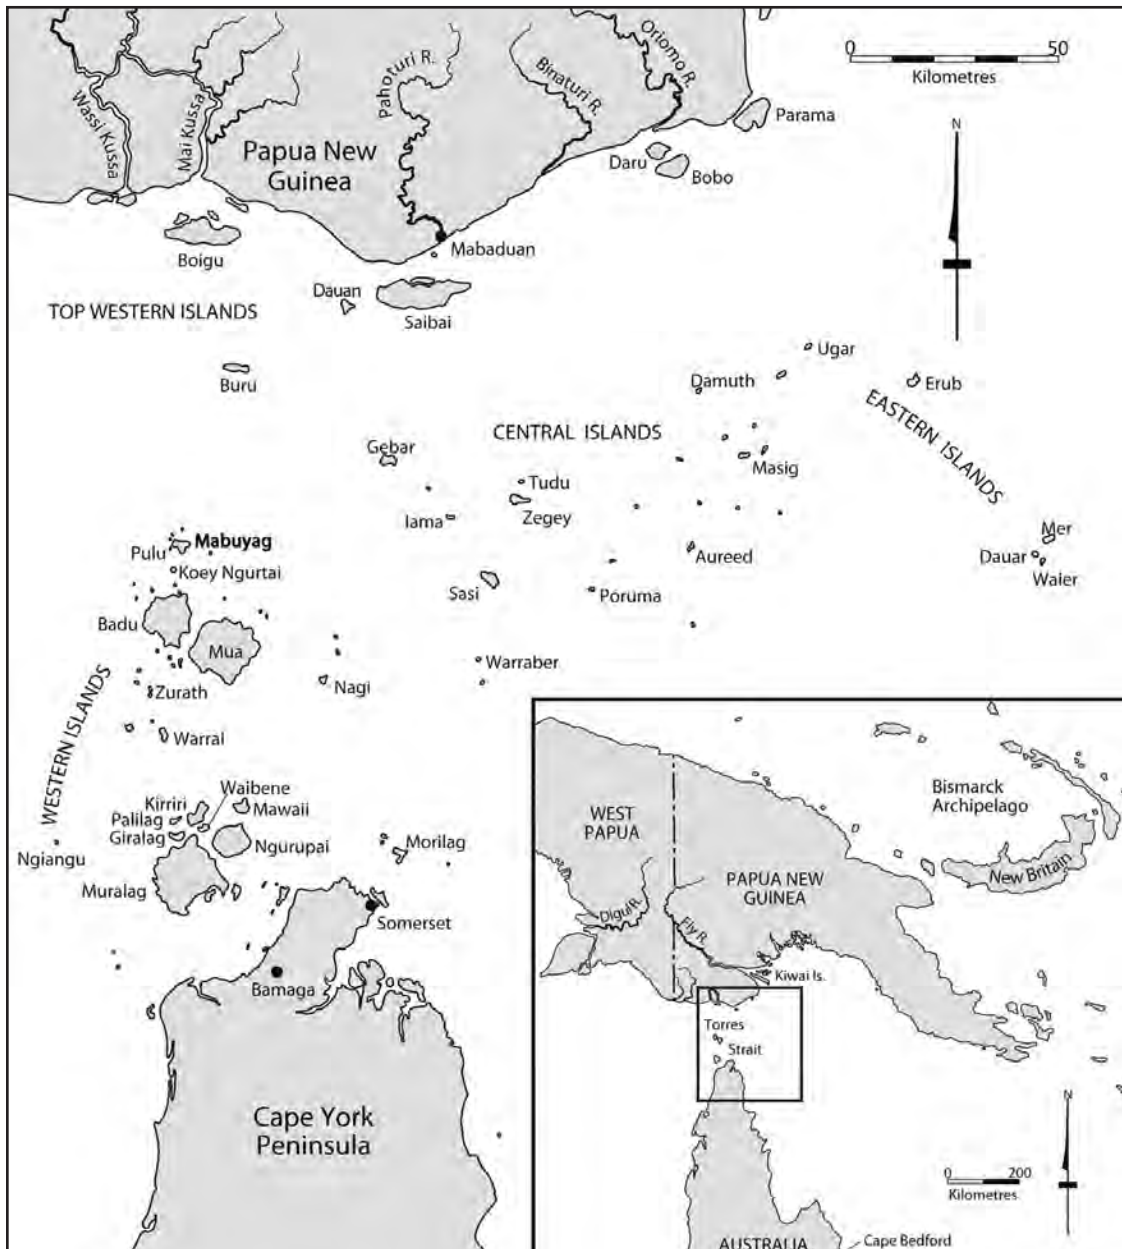 Oriomo R.
0 50
Kilometres
Pahoturi R.
Binaturi R.
Wassi Kussa
Mai Kussa
Parama
N
Papua New
Guinea
Daru
Bobo
Mabaduan
Boigu
Dauan
Saibai
TOP WESTERN ISLANDS
Ugar
Buru
Damuth
Erub
EASTERN ISLANDS
CENTRAL ISLANDS
Gebar
Masig
Tudu
Zegey
Iama
Mabuyag
Pulu
Koey Ngurtai
Aureed
Mer
Dauar
Waier
Sasi
Poruma
Badu
Mua
Warraber
Zurath
Nagi
WESTERN ISLANDS
Warral
Waibene
Kirriri
Mawaii
Palilag
Giralag
Ngurupai
Morilag
Ngiangu
Muralag
Somerset
Bamaga
Cape York
Peninsula
Bismarck
Archipelago
WEST
PAPUA
New Britain
PAPUA NEW
GUINEA
Digul R.
Fly R.
Kiwai Is.
Torres
Strait
N
0 200
Kilometres
AUSTRALIA
Cape Bedford